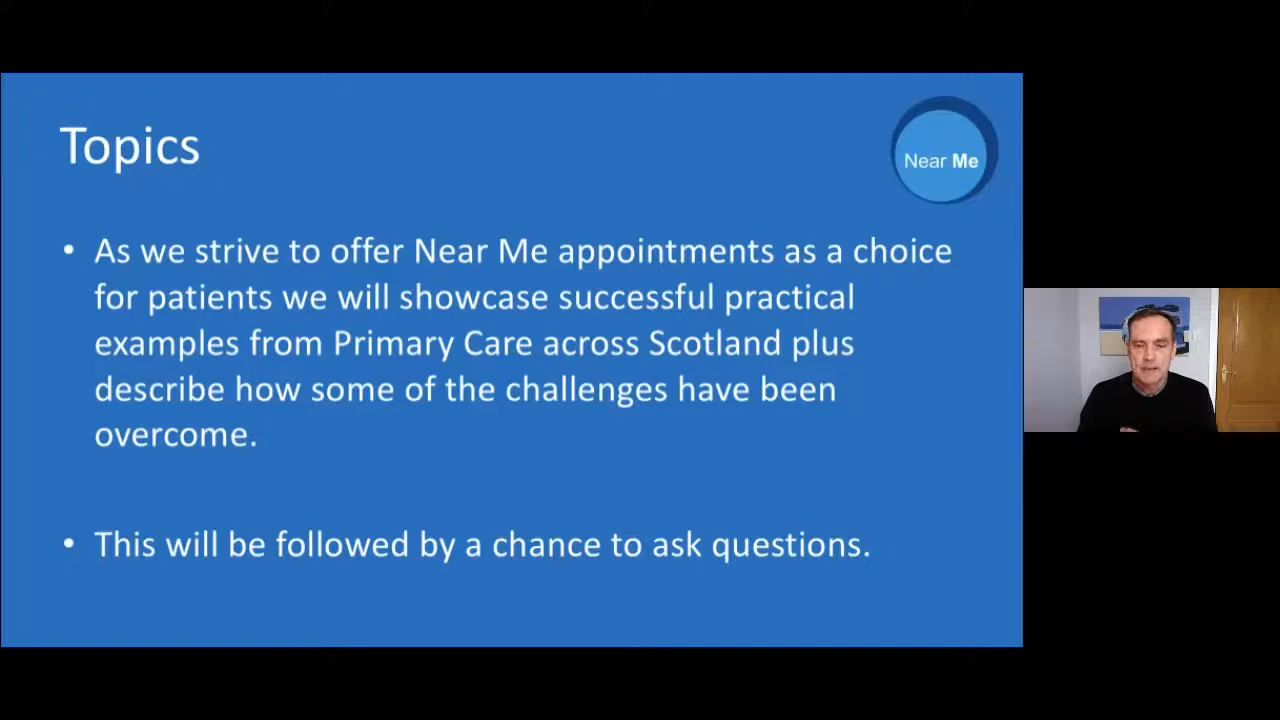 Topics
Near Me
• As we strive to offer Near Me appointments as a choice
for patients we will showcase successful practical
examples from Primary Care across Scotland plus
describe how some of the challenges have been
overcome.
• This will be followed by a chance to ask questions.